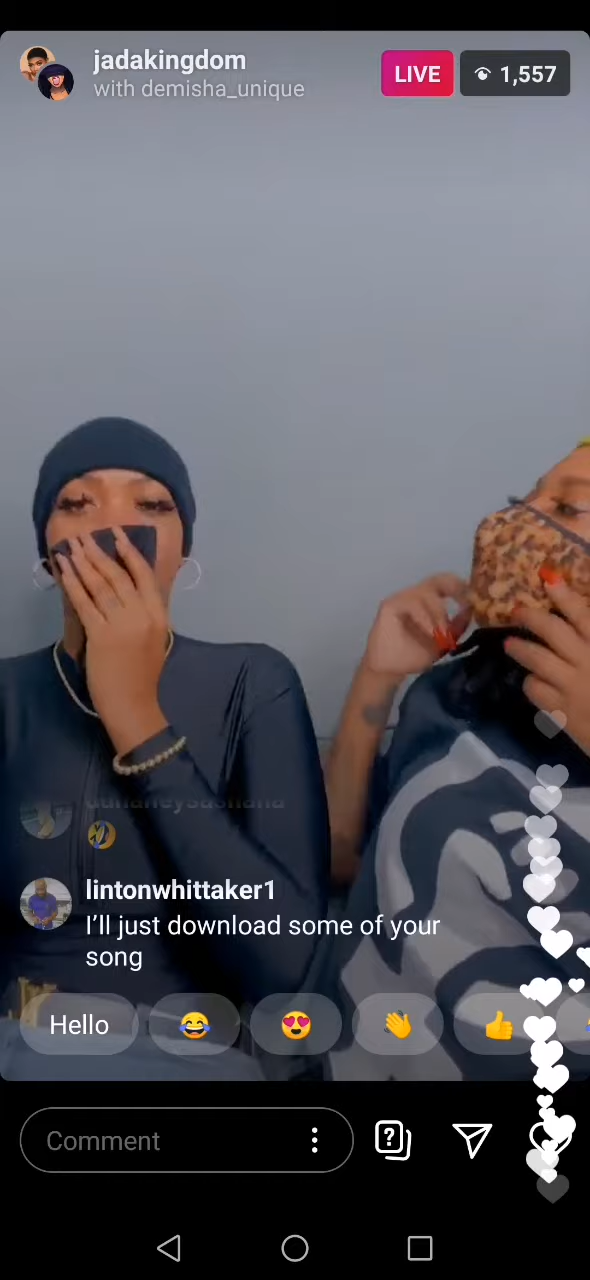 jadakingdom
with demisha_unique
LIVE
1,557
lintonwhittaker1
I'll just download some of your
song
Hello
Comment